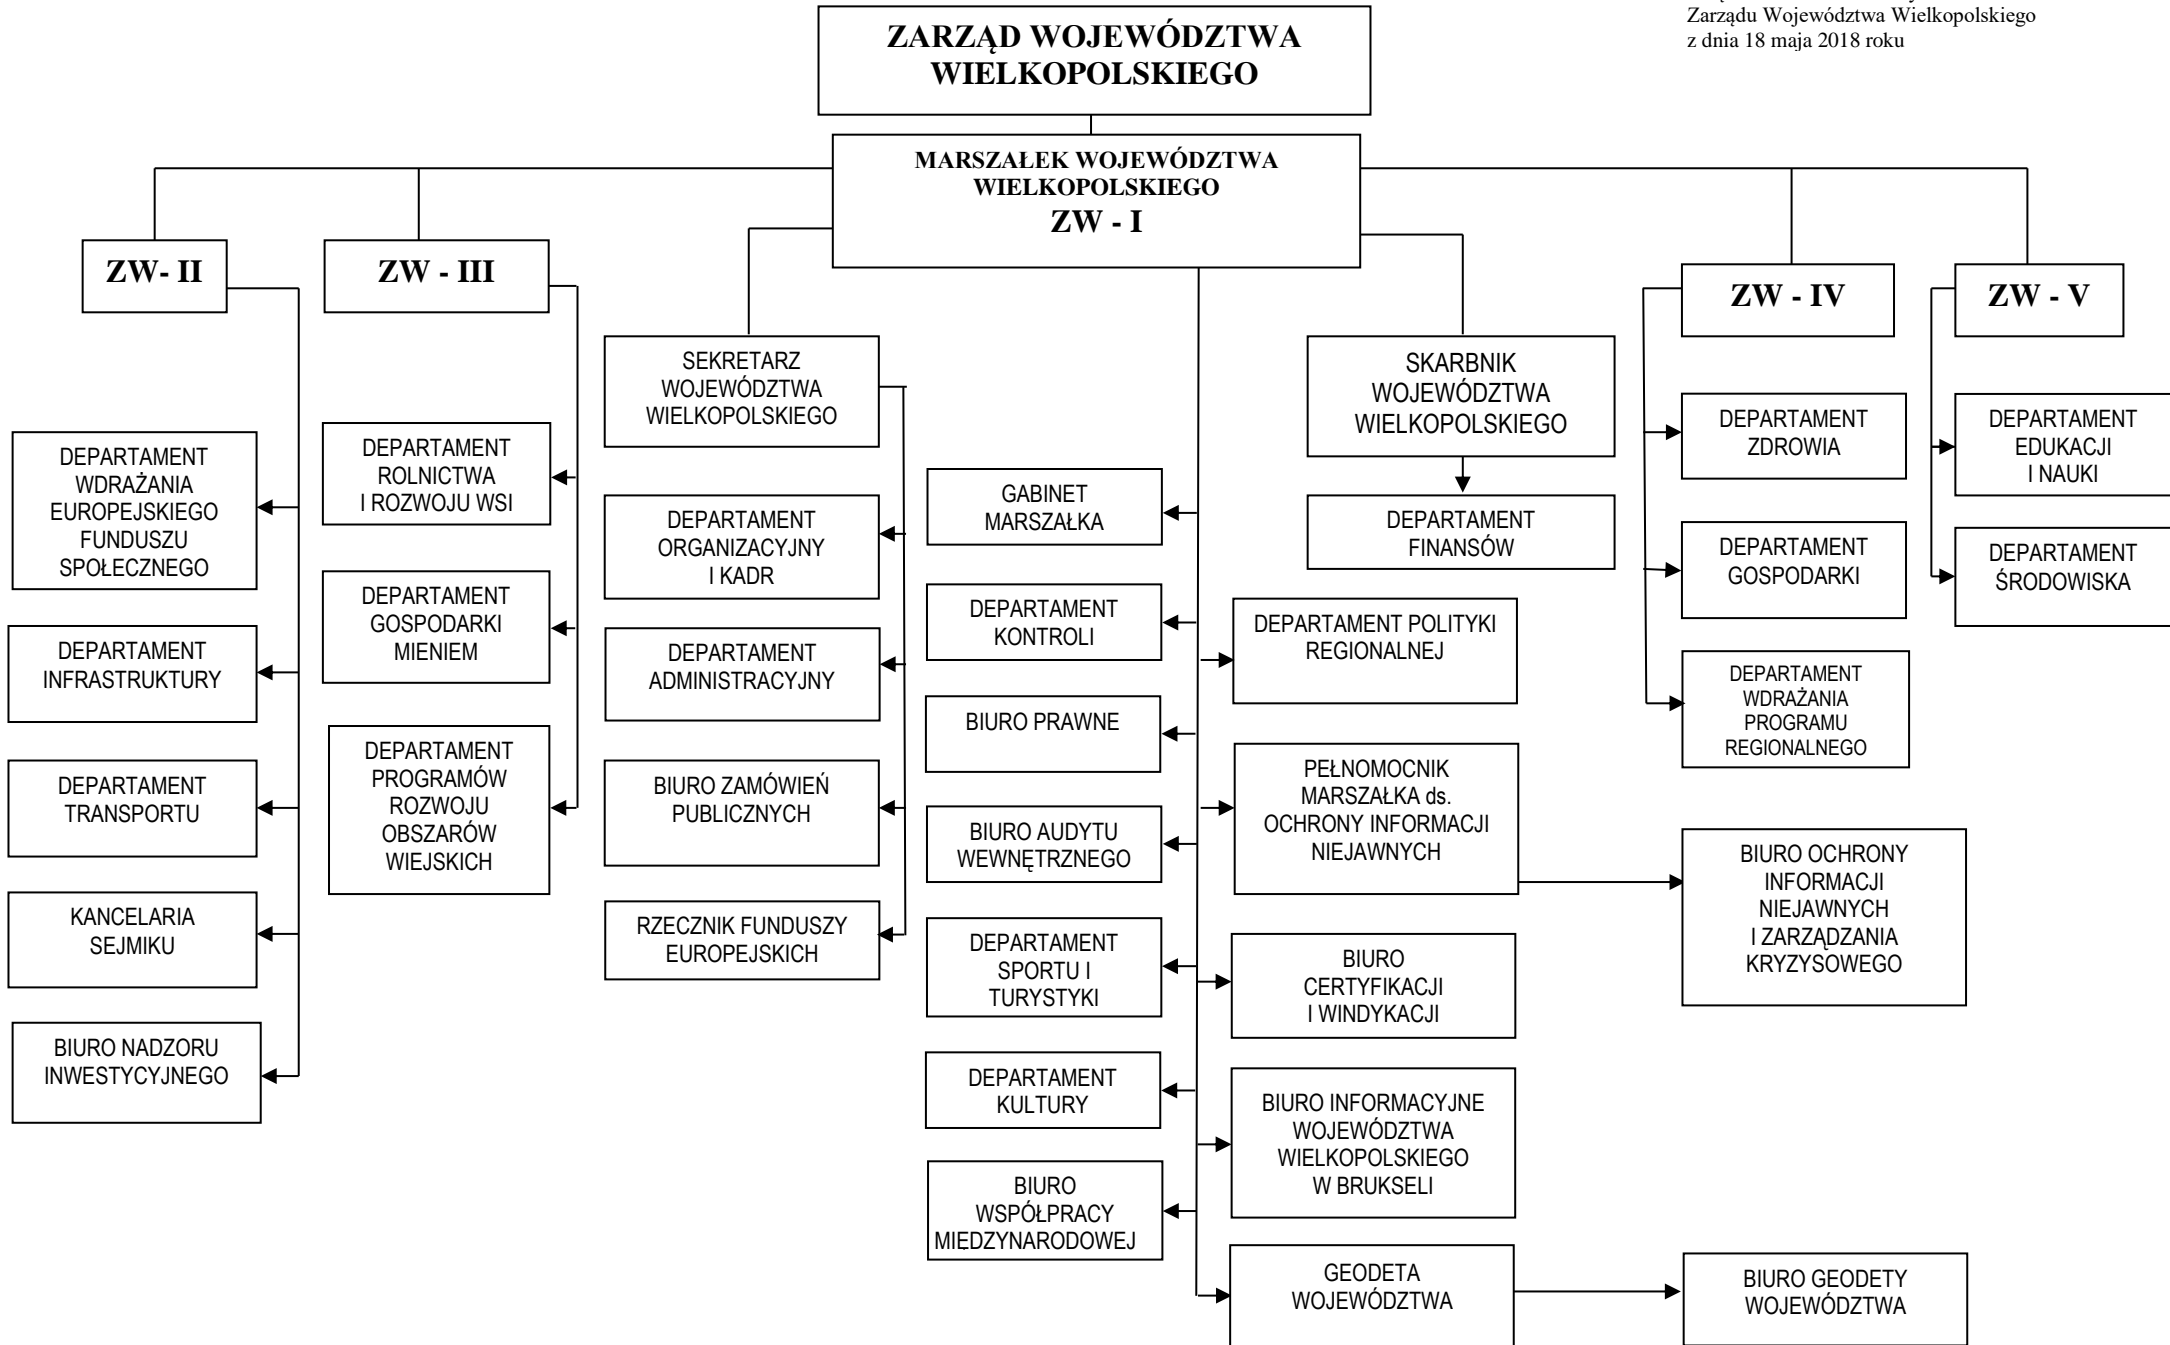 Zarządu Województwa Wielkopolskiego
z dnia 18 maja 2018 roku
ZARZĄD WOJEWÓDZTWA
WIELKOPOLSKIEGO
MARSZAŁEK WOJEWÓDZTWA
WIELKOPOLSKIEGO
ZW - I
ZW- II
ZW - III
ZW - IV
ZW - V
DEPARTAMENT
WDRAŻANIA
EUROPEJSKIEGO
FUNDUSZU
SPOŁECZNEGO
DEPARTAMENT
INFRASTRUKTURY
DEPARTAMENT
TRANSPORTU
KANCELARIA
SEJMIKU
BIURO NADZORU
INWESTYCYJNEGO
DEPARTAMENT
ROLNICTWA
I ROZWOJU WSI
DEPARTAMENT
GOSPODARKI
MIENIEM
DEPARTAMENT
PROGRAMÓW
ROZWOJU
OBSZARÓW
WIEJSKICH
SEKRETARZ
WOJEWÓDZTWA
WIELKOPOLSKIEGO
DEPARTAMENT
ORGANIZACYJNY
I KADR
DEPARTAMENT
ADMINISTRACYJNY
BIURO ZAMÓWIEŃ
PUBLICZNYCH
RZECZNIK FUNDUSZY
EUROPEJSKICH
GABINET
MARSZAŁKA
DEPARTAMENT
KONTROLI
BIURO PRAWNE
BIURO AUDYTU
WEWNĘTRZNEGO
DEPARTAMENT
SPORTU I
TURYSTYKI
DEPARTAMENT
KULTURY
BIURO
WSPÓŁPRACY
MIĘDZYNARODOWEJ
SKARBNIK
WOJEWÓDZTWA
WIELKOPOLSKIEGO
DEPARTAMENT
FINANSÓW
DEPARTAMENT POLITYKI
REGIONALNEJ
PEŁNOMOCNIK
MARSZAŁKA ds.
OCHRONY INFORMACJI
NIEJAWNYCH
BIURO
CERTYFIKACJI
I WINDYKACJI
BIURO INFORMACYJNE
WOJEWÓDZTWA
WIELKOPOLSKIEGO
W BRUKSELI
GEODETA
WOJEWÓDZTWA
DEPARTAMENT
ZDROWIA
DEPARTAMENT
GOSPODARKI
DEPARTAMENT
WDRAŻANIA
PROGRAMU
REGIONALNEGO
BIURO OCHRONY
INFORMACJI
NIEJAWNYCH
I ZARZĄDZANIA
KRYZYSOWEGO
BIURO GEODETY
WOJEWÓDZTWA
DEPARTAMENT
EDUKACJI
I NAUKI
DEPARTAMENT
ŚRODOWISKA